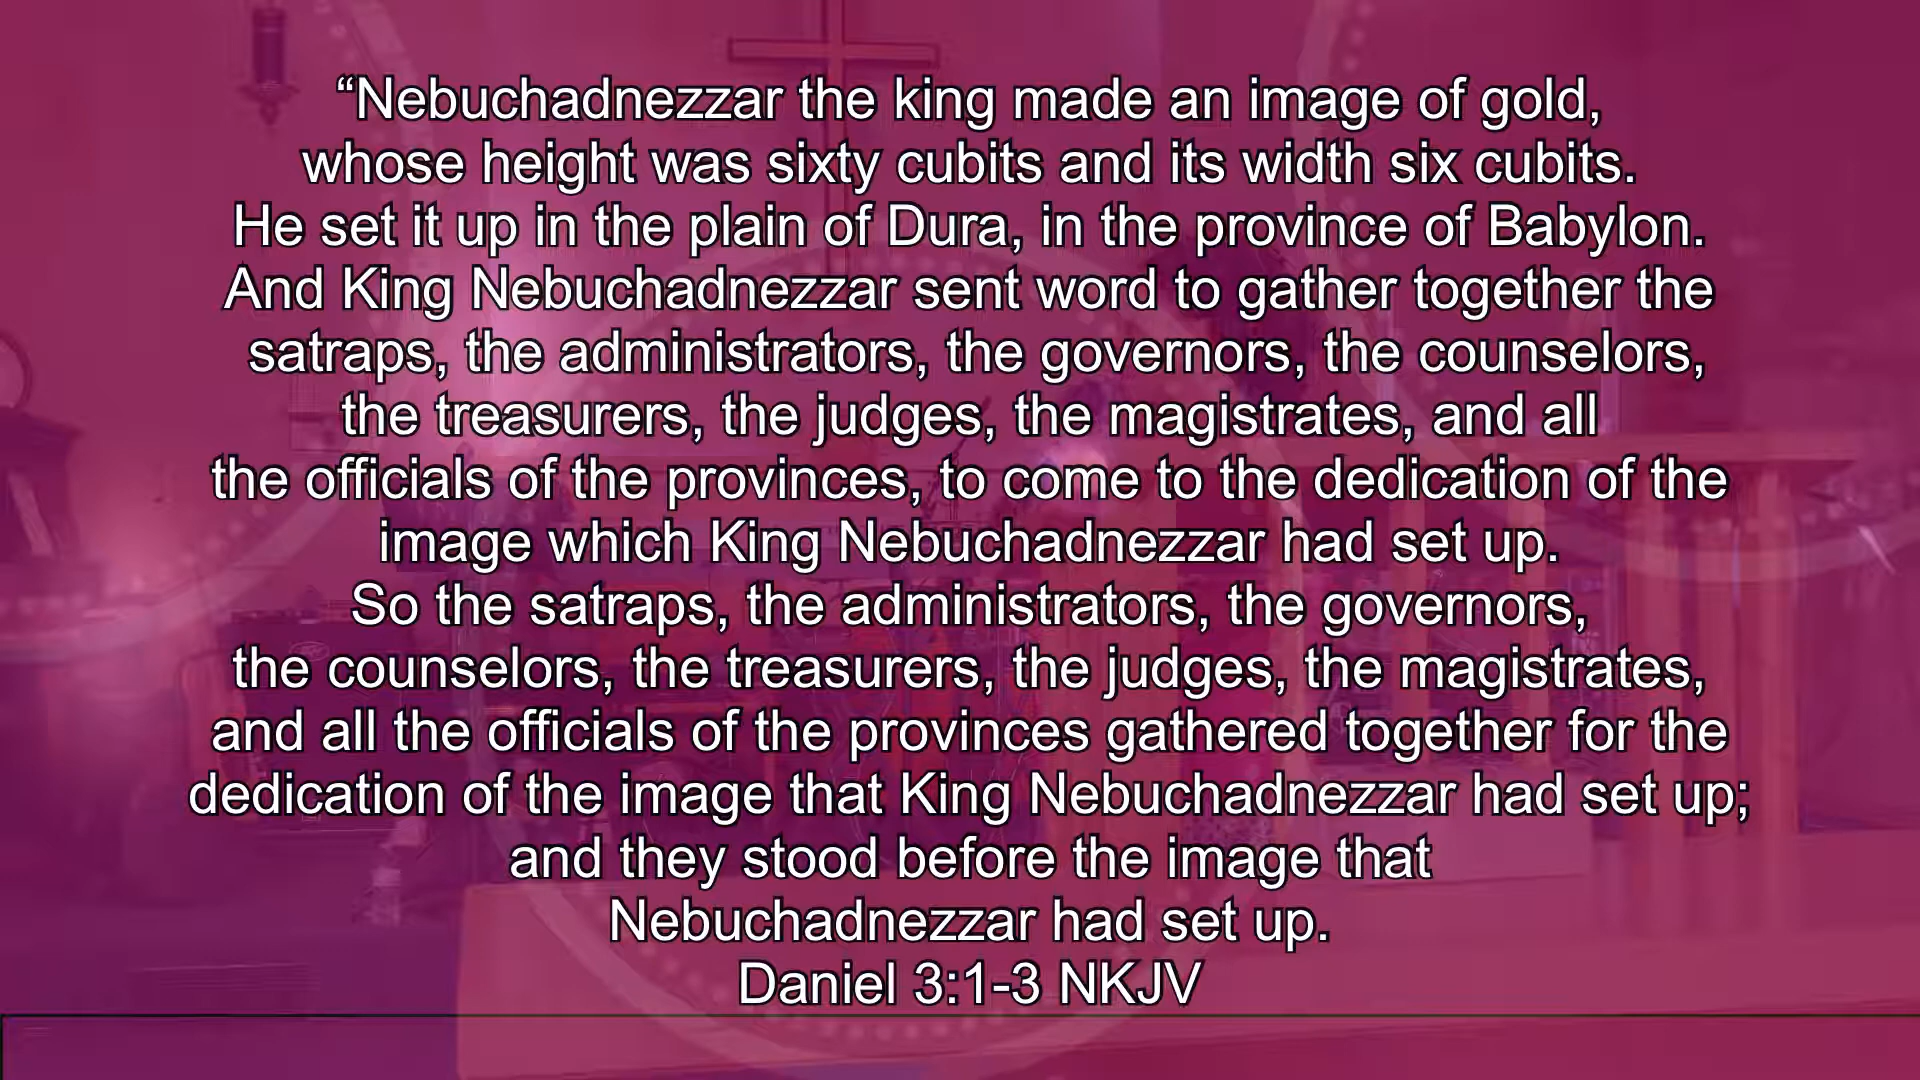 “Nebuchadnezzar the king made an image of gold,
whose height was sixty cubits and its width six cubits.
He set it up in the plain of Dura, in the province of Babylon.
And King Nebuchadnezzar sent word to gather together the
satraps, the administrators, the governors, the counselors,
the treasurers, the judges, the magistrates, and all
the officials of the provinces, to come to the dedication of the
image which King Nebuchadnezzar had set up.
So the satraps, the administrators, the governors,
the counselors, the treasurers, the judges, the magistrates,
and all the officials of the provinces gathered together for the
dedication of the image that King Nebuchadnezzar had set up;
and they stood before the image that
Nebuchadnezzar had set up.
Daniel 3:1-3 NKJV